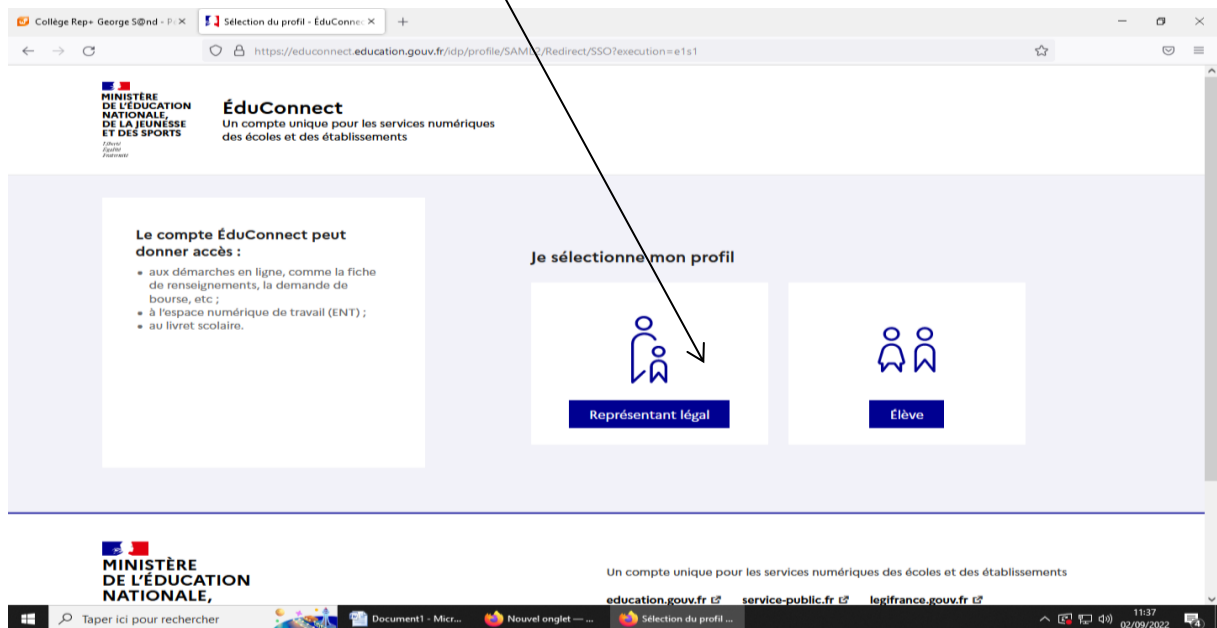 Collège Rep+ George S@nd - P
Sélection du profil - ÉduConnec
https://educonnect.education.gouv.fr/idp/profile/SAML2/Redirect/SSO?execution=e1s1
MINISTÈRE
DE L'ÉDUCATION
NATIONALE,
DE LA JEUNESSE
ET DES SPORTS
Liberté
Égalité
Fraternité
ÉduConnect
Un compte unique pour les services numériques
des écoles et des établissements
Le compte ÉduConnect peut
donner accès :
• aux démarches en ligne, comme la fiche
de renseignements, la demande de
bourse, etc ;
• à l'espace numérique de travail (ENT) ;
• au livret scolaire.
Je sélectionne mon profil
Représentant légal
Élève
MINISTÈRE
DE L'ÉDUCATION
NATIONALE,
Un compte unique pour les services numériques des écoles et des établissements
education.gouv.fr service-public.fr legifrance.gouv.fr
Taper ici pour rechercher
Document1 - Micr...
Nouvel onglet — ...
Sélection du profil ...
11:37
02/09/2022
4